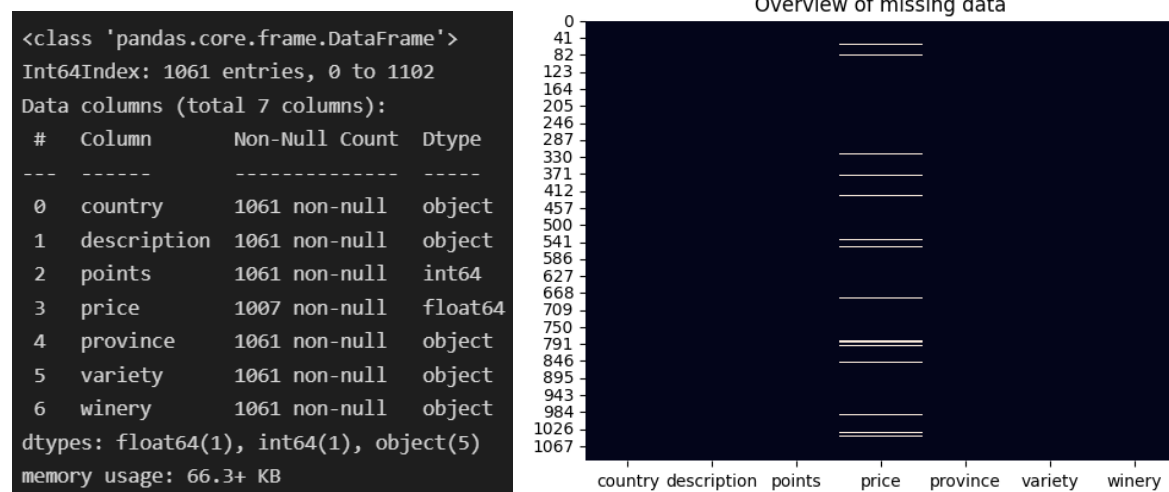 <class 'pandas.core.frame.DataFrame'>
Int64Index: 1061 entries, 0 to 1102
Data columns (total 7 columns):
 #   Column       Non-Null Count  Dtype
---  ------       --------------  -----
 0   country      1061 non-null   object
 1   description  1061 non-null   object
 2   points       1061 non-null   int64
 3   price        1007 non-null   float64
 4   province     1061 non-null   object
 5   variety      1061 non-null   object
 6   winery       1061 non-null   object
dtypes: float64(1), int64(1), object(5)
memory usage: 66.3+ KB
Overview of missing data
0
41
82
123
164
205
246
287
330
371
412
457
500
541
586
627
668
709
750
791
846
895
943
984
1026
1067
country description points price province variety winery